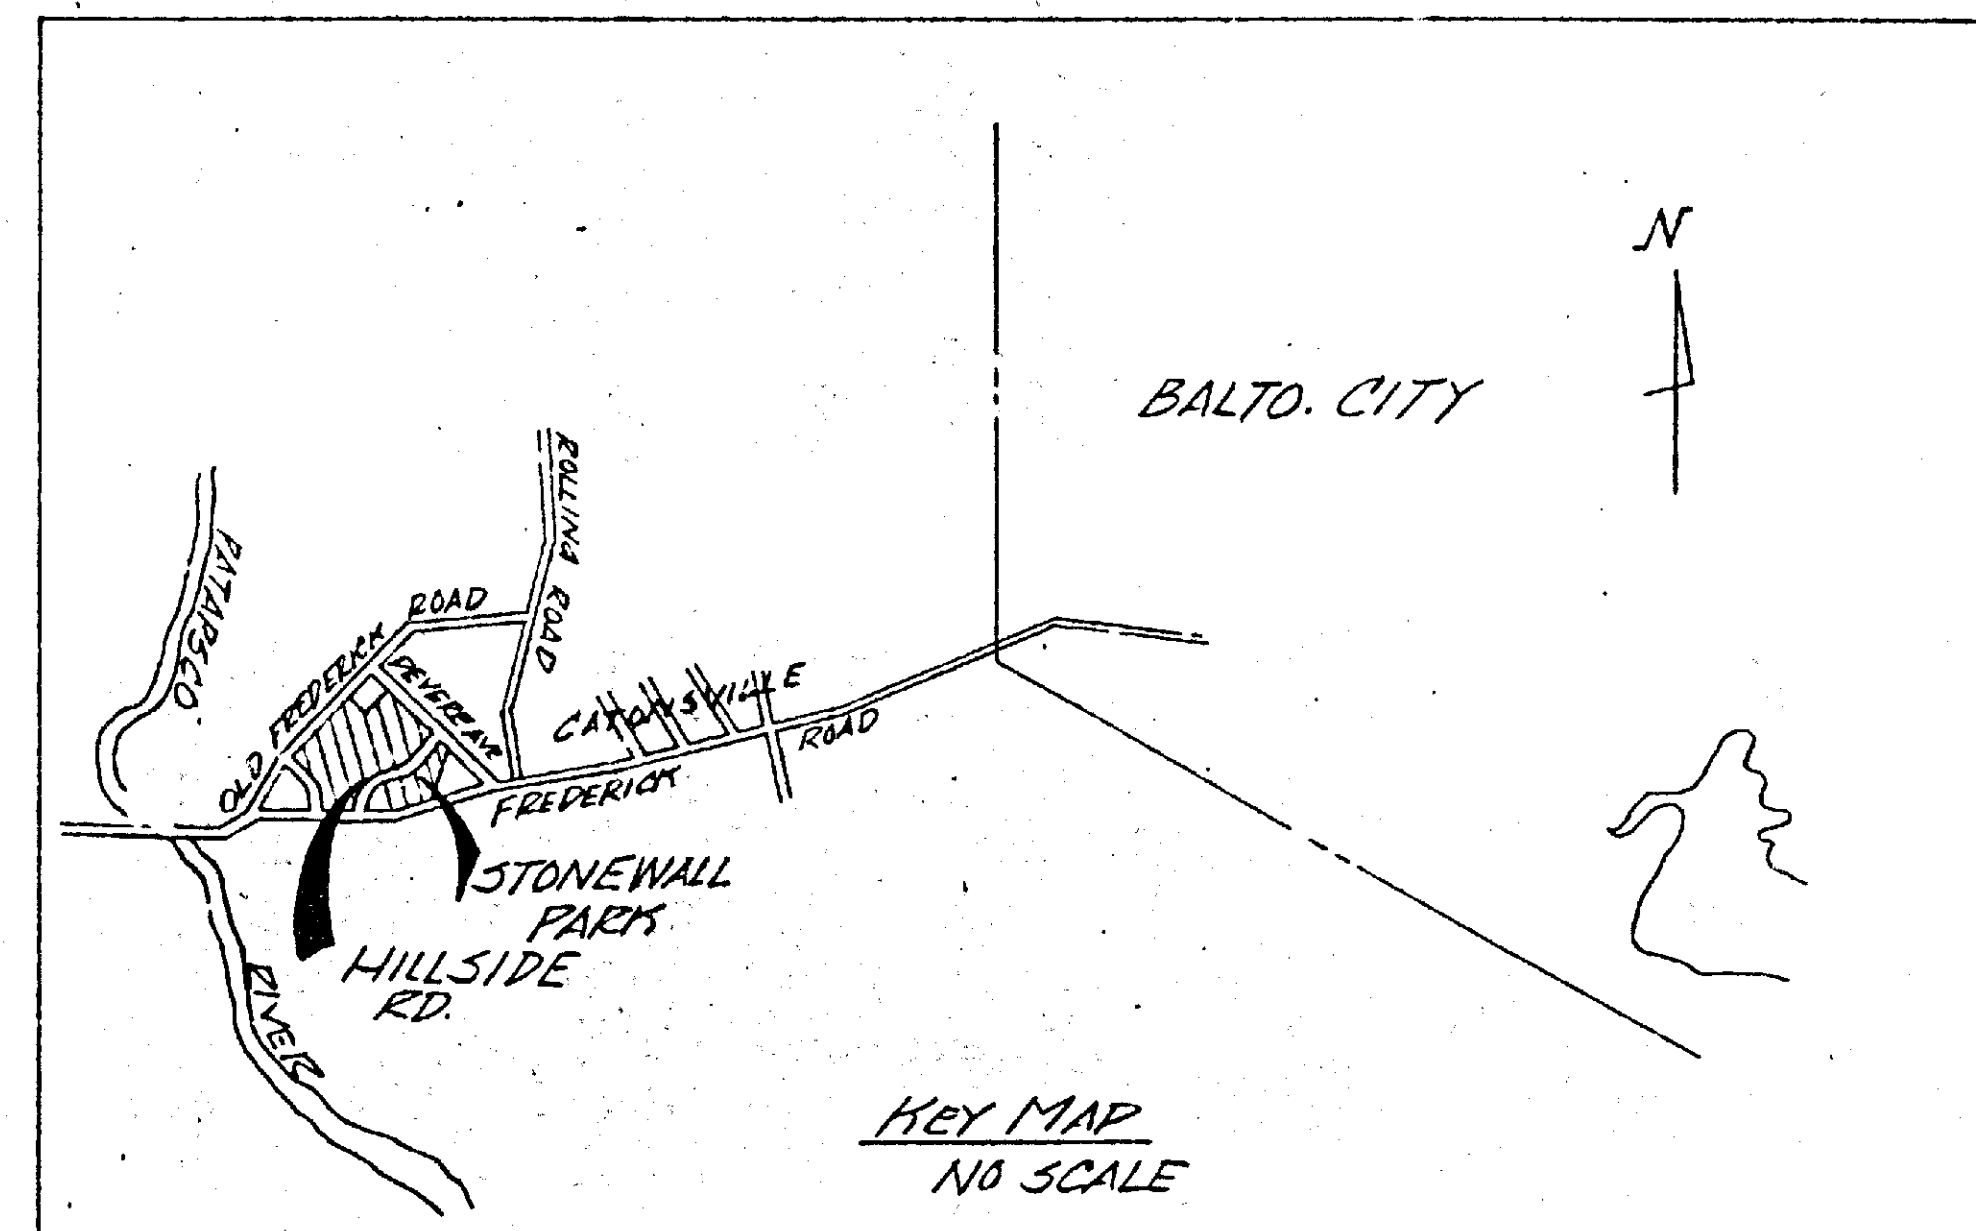 N
BALTO. CITY
ROLLING ROAD
PATAPSCO
RIVER
OLD FREDERICK ROAD
DEVERE AVE
CATONSVILLE
FREDERICK ROAD
STONEWALL
PARK
HILLSIDE
RD.
KEY MAP
NO SCALE